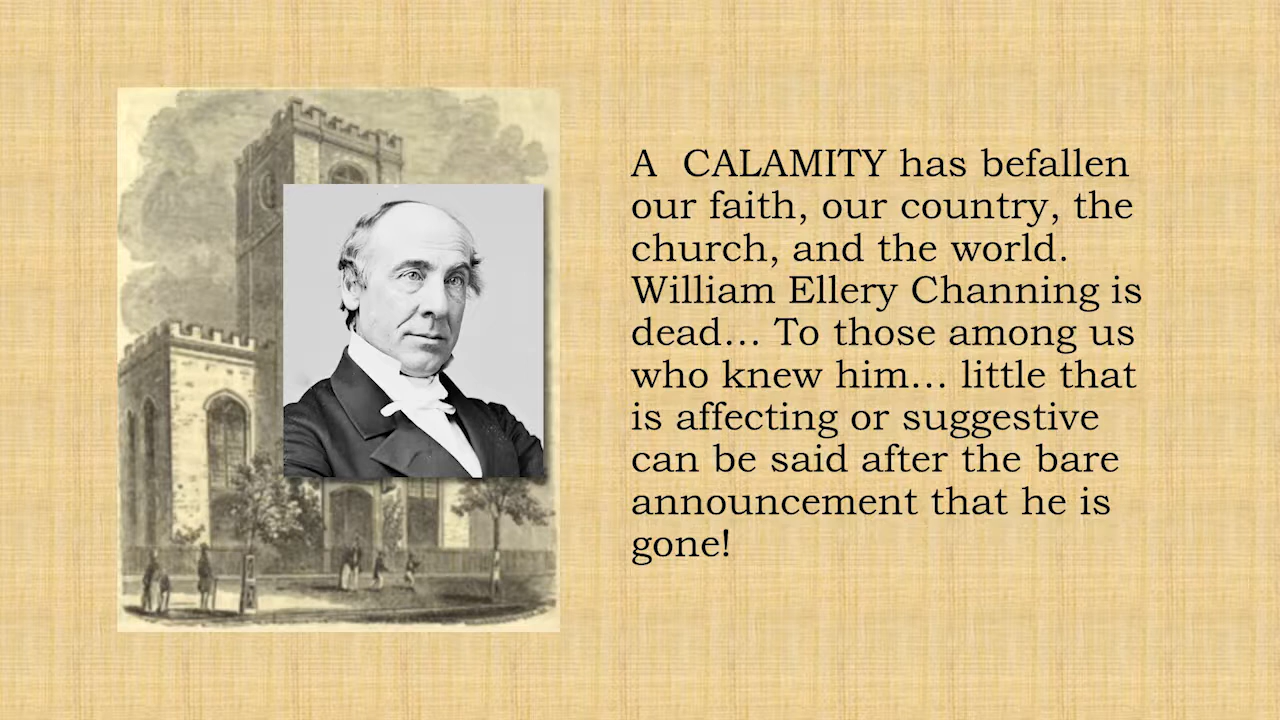 A  CALAMITY has befallen
our faith, our country, the
church, and the world.
William Ellery Channing is
dead… To those among us
who knew him… little that
is affecting or suggestive
can be said after the bare
announcement that he is
gone!